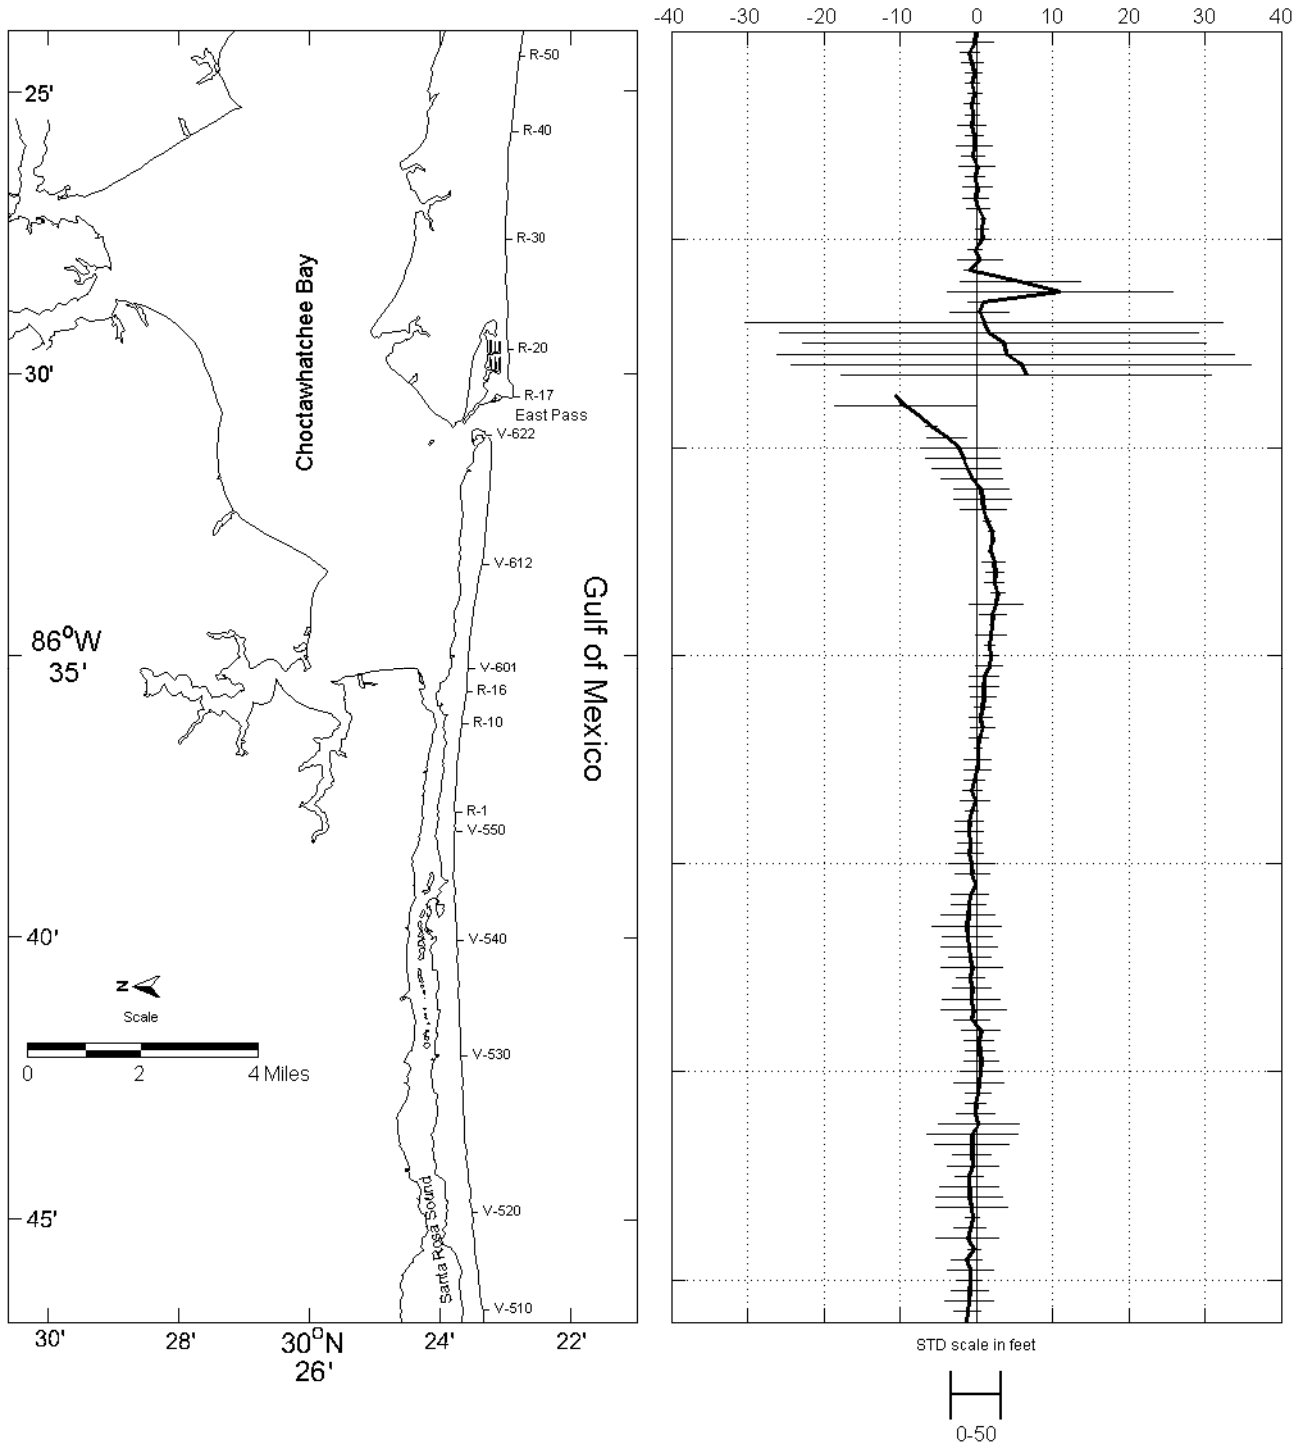 -40 -30 -20 -10 0 10 20 30 40
R-50
25'
R-40
R-30
Choctawhatchee Bay
R-20
30'
R-17
East Pass
V-622
V-612
Gulf of Mexico
86°W
35'
V-601
R-16
R-10
R-1
V-550
40'
V-540
N
Scale
0 2 4 Miles
V-530
Santa Rosa Sound
45'
V-520
V-510
30' 28' 30°N 24' 22'
26'
STD scale in feet
0-50